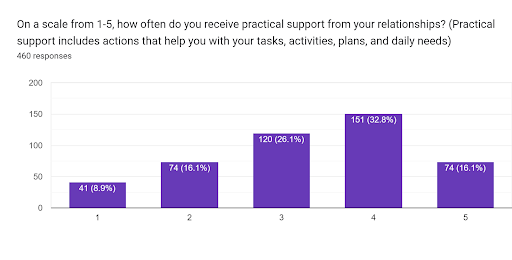 On a scale from 1-5, how often do you receive practical support from your relationships? (Practical
support includes actions that help you with your tasks, activities, plans, and daily needs)
460 responses
200
150
100
50
0
41 (8.9%)
74 (16.1%)
120 (26.1%)
151 (32.8%)
74 (16.1%)
1 2 3 4 5